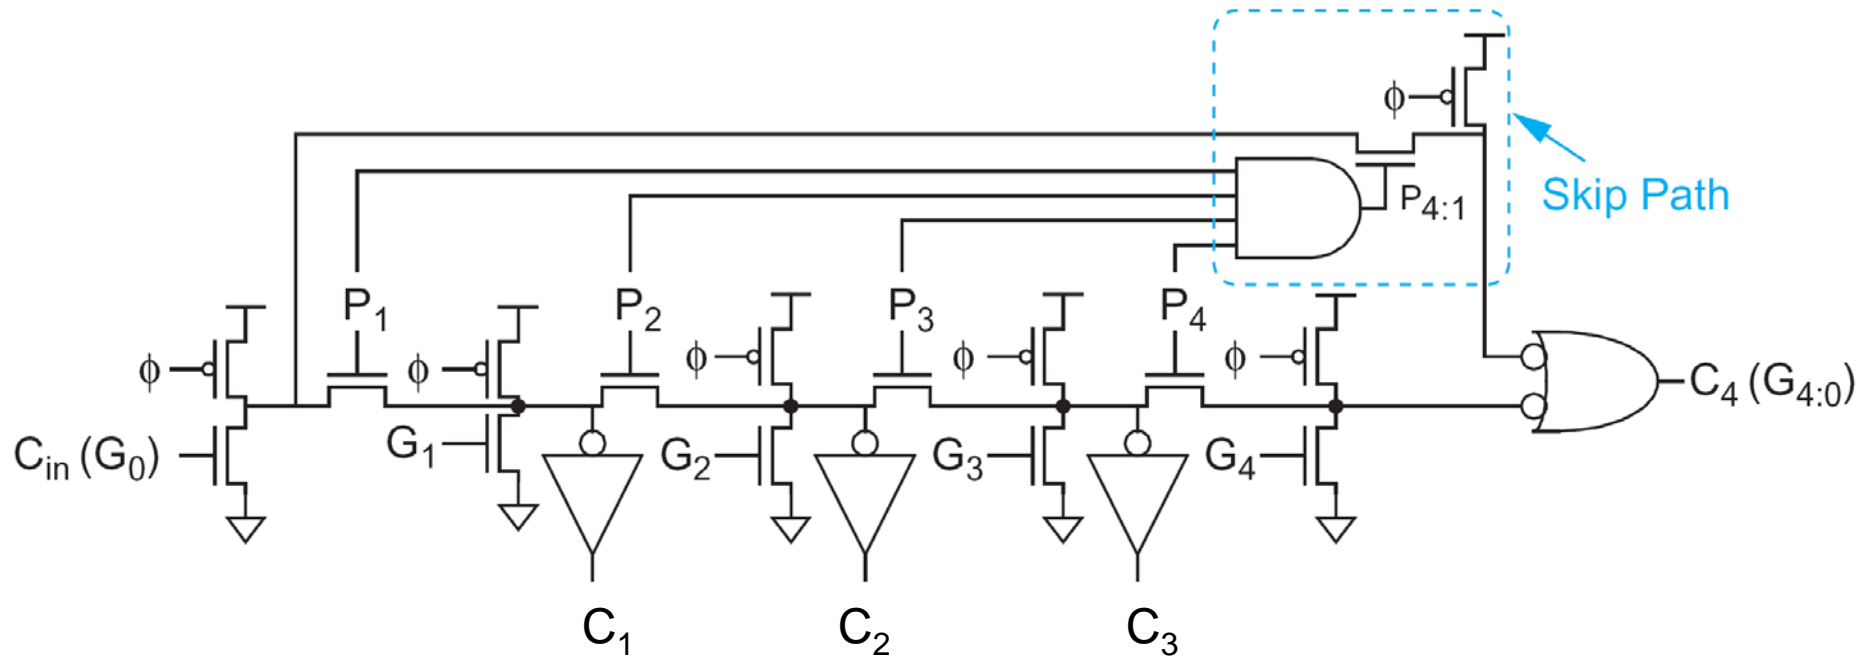 ϕ
Skip Path
P4:1
P1
P2
P3
P4
ϕ
ϕ
ϕ
ϕ
ϕ
C4 (G4:0)
Cin (G0)
G1
G2
G3
G4
C1
C2
C3